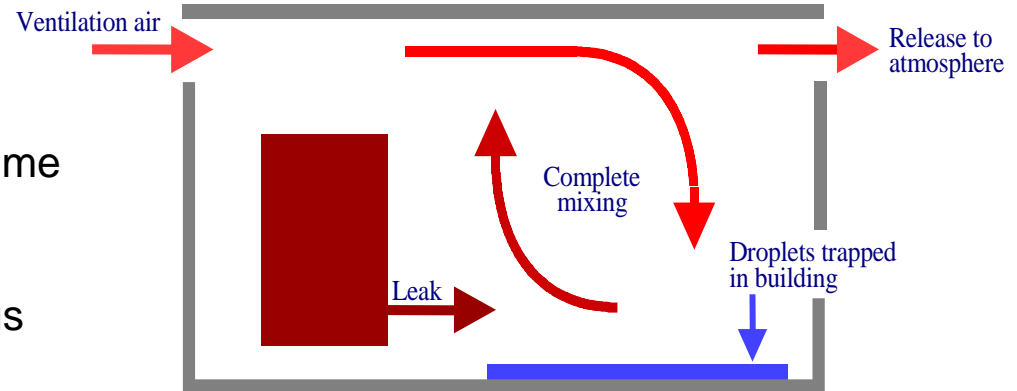 Ventilation air
Release to
atmosphere
me
Complete
mixing
Droplets trapped
in building
Leak
s